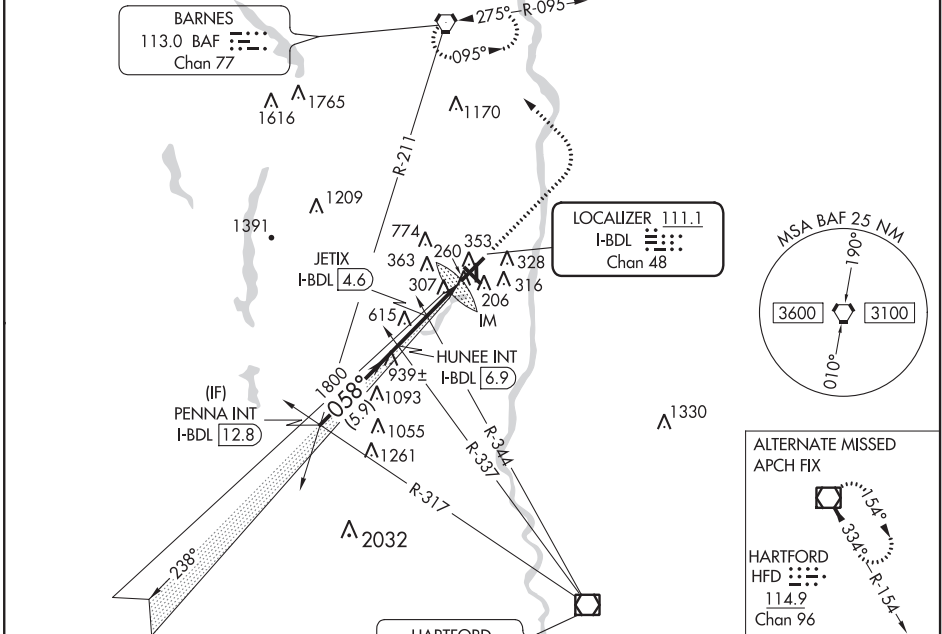 BARNES
113.0 BAF
Chan 77
275°
R-095
095°
1616
1765
1170
R-211
1209
1391
774
260
353
363
307
328
316
206
IM
LOCALIZER 111.1
I-BDL
Chan 48
JETIX
I-BDL 4.6
615
HUNEE INT
I-BDL 6.9
939±
1093
1055
1261
1800
058°
(5.9)
(IF)
PENNA INT
I-BDL 12.8
R-344
R-337
R-317
2032
238°
1330
MSA BAF 25 NM
190°
3600
3100
010°
ALTERNATE MISSED
APCH FIX
154°
334°
R-154
HARTFORD
HFD
114.9
Chan 96
HARTFORD